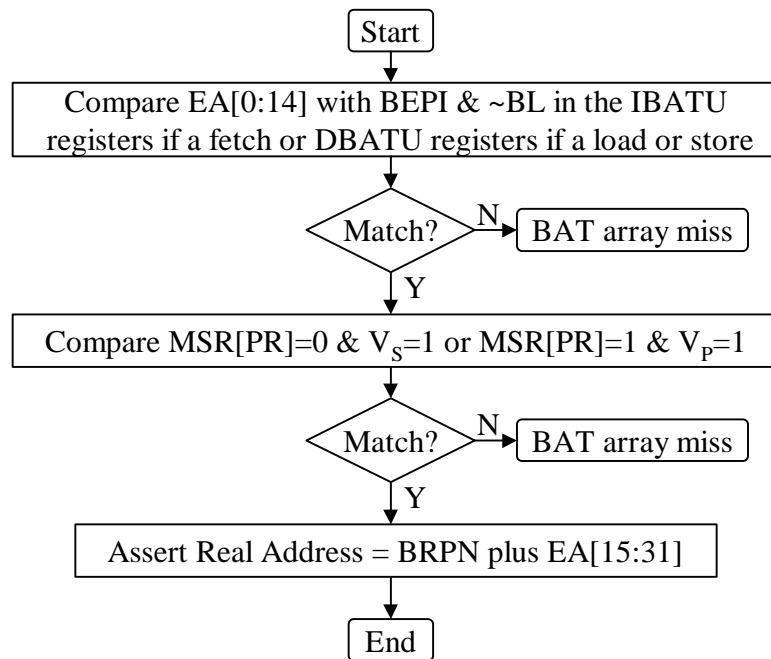 Start
Compare EA[0:14] with BEPI & ~BL in the IBATU
registers if a fetch or DBATU registers if a load or store
Match?
N
BAT array miss
Y
Compare MSR[PR]=0 & V_S=1 or MSR[PR]=1 & V_P=1
Match?
N
BAT array miss
Y
Assert Real Address = BRPN plus EA[15:31]
End